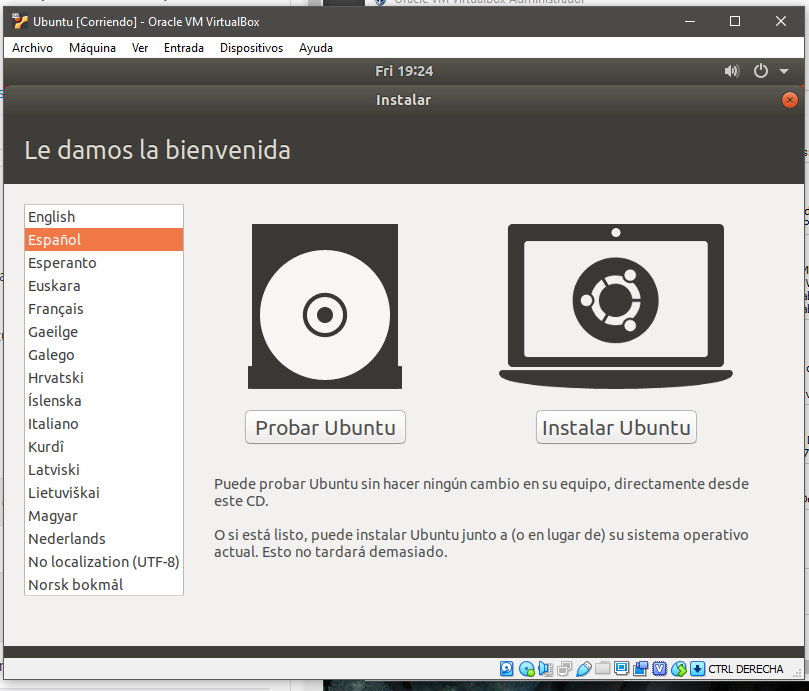 Oracle VM VirtualBox Administrador
Ubuntu [Corriendo] - Oracle VM VirtualBox
Archivo Máquina Ver Entrada Dispositivos Ayuda
Fri 19:24
Instalar
Le damos la bienvenida
English
Español
Esperanto
Euskara
Français
Gaeilge
Galego
Hrvatski
Íslenska
Italiano
Kurdî
Latviski
Lietuviškai
Magyar
Nederlands
No localization (UTF-8)
Norsk bokmål
Probar Ubuntu
Instalar Ubuntu
Puede probar Ubuntu sin hacer ningún cambio en su equipo, directamente desde
este CD.
O si está listo, puede instalar Ubuntu junto a (o en lugar de) su sistema operativo
actual. Esto no tardará demasiado.
CTRL DERECHA